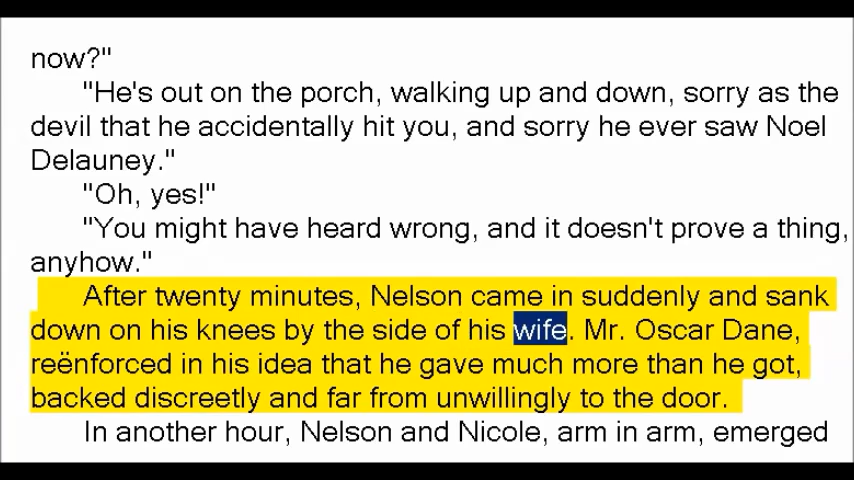 now?"
"He's out on the porch, walking up and down, sorry as the
devil that he accidentally hit you, and sorry he ever saw Noel
Delauney."
"Oh, yes!"
"You might have heard wrong, and it doesn't prove a thing,
anyhow."
After twenty minutes, Nelson came in suddenly and sank
down on his knees by the side of his wife. Mr. Oscar Dane,
reënforced in his idea that he gave much more than he got,
backed discreetly and far from unwillingly to the door.
In another hour, Nelson and Nicole, arm in arm, emerged